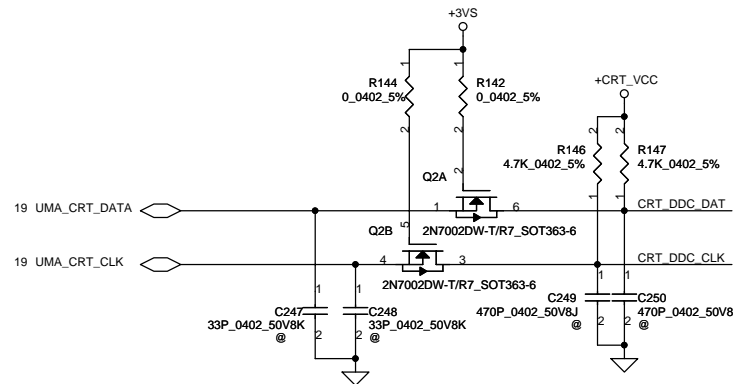 +3VS
R144
0_0402_5%
R142
0_0402_5%
1
1
2
2
+CRT_VCC
R146
4.7K_0402_5%
R147
4.7K_0402_5%
2
2
1
1
Q2A
2
19 UMA_CRT_DATA
1
6
CRT_DDC_DAT
2N7002DW-T/R7_SOT363-6
Q2B
5
19 UMA_CRT_CLK
4
3
CRT_DDC_CLK
2N7002DW-T/R7_SOT363-6
1
1
C247
33P_0402_50V8K
@
C248
33P_0402_50V8K
@
2
2
1
1
C249
470P_0402_50V8J
@
C250
470P_0402_50V8
@
2
2